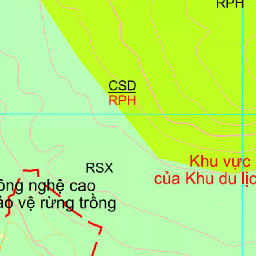 RPH
CSD
RPH
RSX
Khu vực
của Khu du lịc
ông nghệ cao
ảo vệ rừng trồng